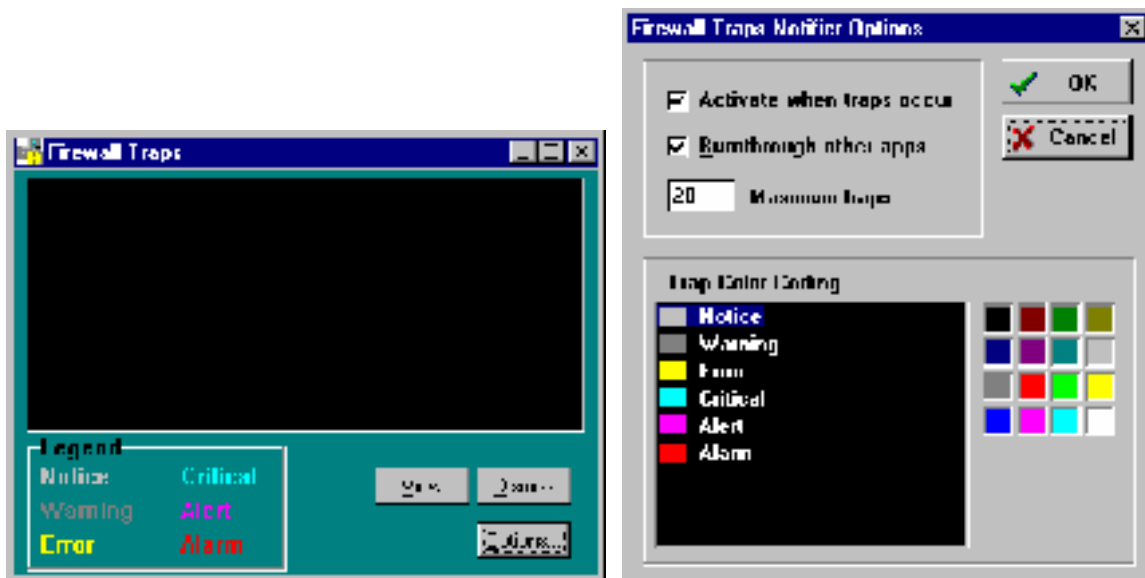 Firewall Traps
Legend
Notice
Critical
Warning
Alert
Error
Alarm
Options...
Firewall Traps Notifier Options
Activate when traps occur
Burnthrough other apps
20 Maximum traps
OK
Cancel
Trap Color Coding
Notice
Warning
Error
Critical
Alert
Alarm